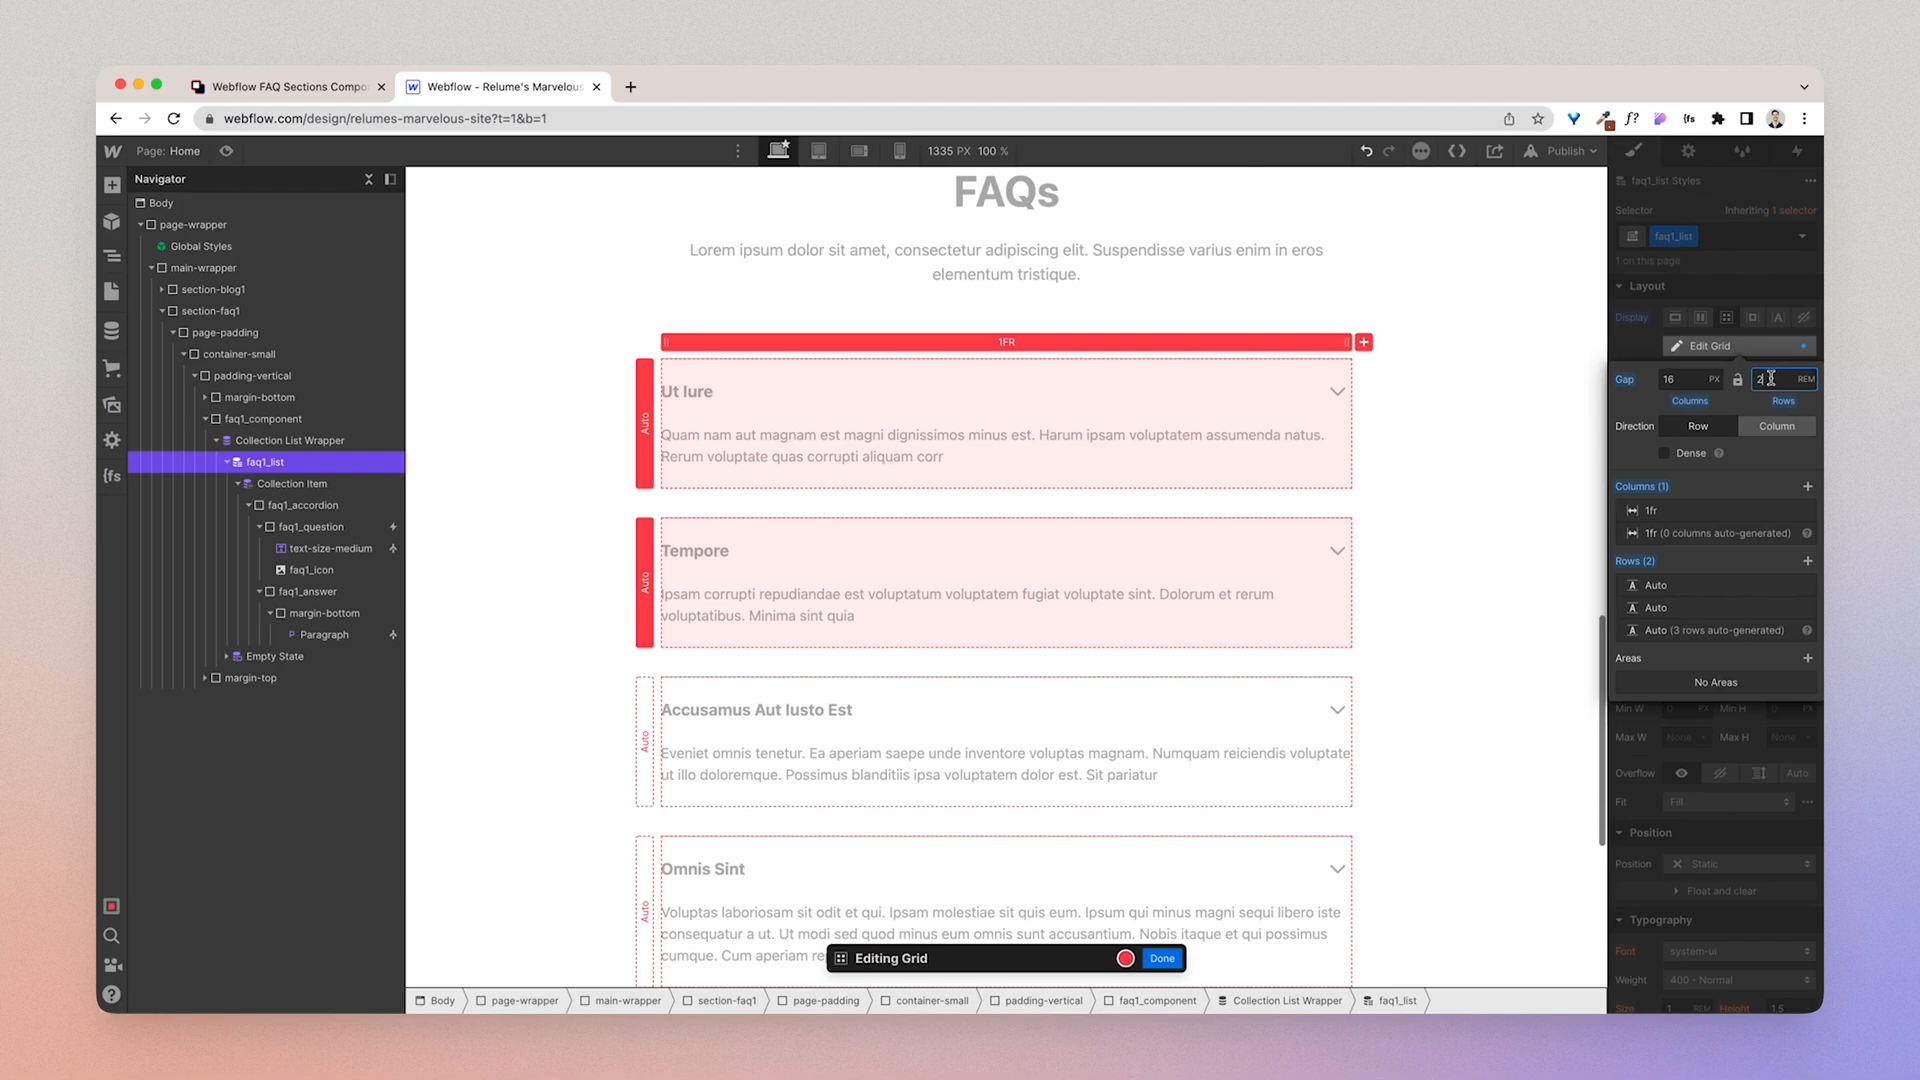 Webflow FAQ Sections Compo
Webflow - Relume's Marvelous
webflow.com/design/relumes-marvelous-site?t=1&b=1
Page: Home
1335 PX 100 %
Publish
Navigator
Body
page-wrapper
Global Styles
main-wrapper
section-blog1
section-faq1
page-padding
container-small
padding-vertical
margin-bottom
faq1_component
Collection List Wrapper
faq1_list
Collection Item
faq1_accordion
faq1_question
text-size-medium
faq1_icon
faq1_answer
margin-bottom
Paragraph
Empty State
margin-top
FAQs
Lorem ipsum dolor sit amet, consectetur adipiscing elit. Suspendisse varius enim in eros
elementum tristique.
1FR
Auto
Ut Iure
Quam nam aut magnam est magni dignissimos minus est. Harum ipsam voluptatem assumenda natus.
Rerum voluptate quas corrupti aliquam corr
Auto
Tempore
Ipsam corrupti repudiandae est voluptatum voluptatem fugiat voluptate sint. Dolorum et rerum
voluptatibus. Minima sint quia
Auto
Accusamus Aut Iusto Est
Eveniet omnis tenetur. Ea aperiam saepe unde inventore voluptas magnam. Numquam reiciendis voluptate
ut illo doloremque. Possimus blanditiis ipsa voluptatem dolor est. Sit pariatur
Auto
Omnis Sint
Voluptas laboriosam sit odit et qui. Ipsam molestiae sit quis eum. Ipsum qui minus magni sequi libero iste
consequatur a ut. Ut modi sed quod minus eum omnis sunt accusantium. Nobis itaque et qui possimus
cumque. Cum aperiam re
Editing Grid
Done
Body page-wrapper main-wrapper section-faq1 page-padding container-small padding-vertical faq1_component Collection List Wrapper faq1_list
faq1_list Styles
Selector Inheriting 1 selector
faq1_list
1 on this page
Layout
Display
Edit Grid
Gap 16 PX 2 REM
Columns Rows
Direction Row Column
Dense
Columns (1)
1fr
1fr (0 columns auto-generated)
Rows (2)
Auto
Auto
Auto (3 rows auto-generated)
Areas
No Areas
Min W 0 PX Min H 0 PX
Max W None Max H None
Overflow Auto
Fit Fill
Position
Position Static
Float and clear
Typography
Font system-ui
Weight 400 - Normal
Size 1 REM Height 1.5